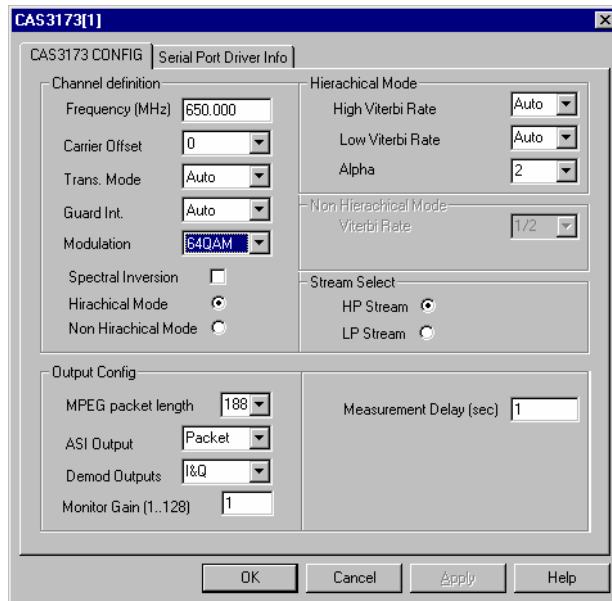 CAS3173[1]
CAS3173 CONFIG
Serial Port Driver Info
Channel definition
Frequency (MHz) 650.000
Carrier Offset 0
Trans. Mode Auto
Guard Int. Auto
Modulation 64QAM
Spectral Inversion
Hirachical Mode
Non Hirachical Mode
Hierachical Mode
High Viterbi Rate Auto
Low Viterbi Rate Auto
Alpha 2
Non Hierachical Mode
Viterbi Rate 1/2
Stream Select
HP Stream
LP Stream
Output Config
MPEG packet length 188
ASI Output Packet
Demod Outputs I&Q
Monitor Gain (1..128) 1
Measurement Delay (sec) 1
OK
Cancel
Apply
Help